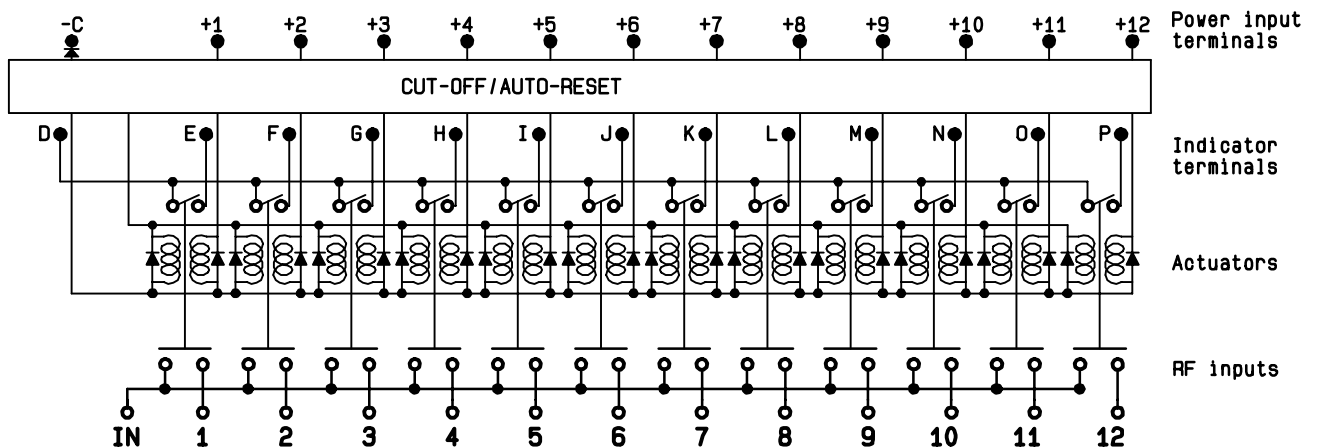 -C +1 +2 +3 +4 +5 +6 +7 +8 +9 +10 +11 +12 Power input
terminals
CUT-OFF/AUTO-RESET
D E F G H I J K L M N O P Indicator
terminals
Actuators
RF inputs
IN 1 2 3 4 5 6 7 8 9 10 11 12